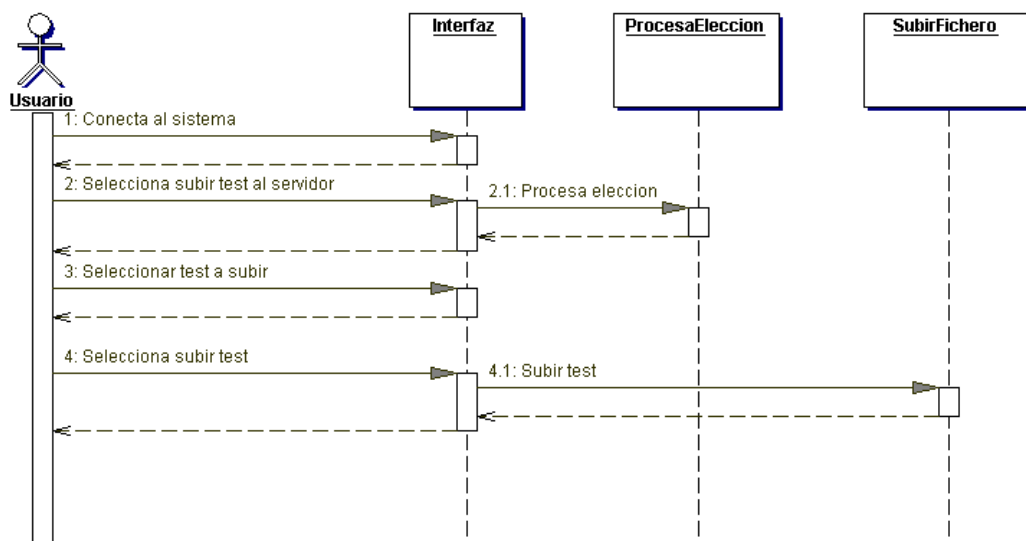 Interfaz
ProcesaEleccion
SubirFichero
Usuario
1: Conecta al sistema
2: Selecciona subir test al servidor
2.1: Procesa eleccion
3: Seleccionar test a subir
4: Selecciona subir test
4.1: Subir test